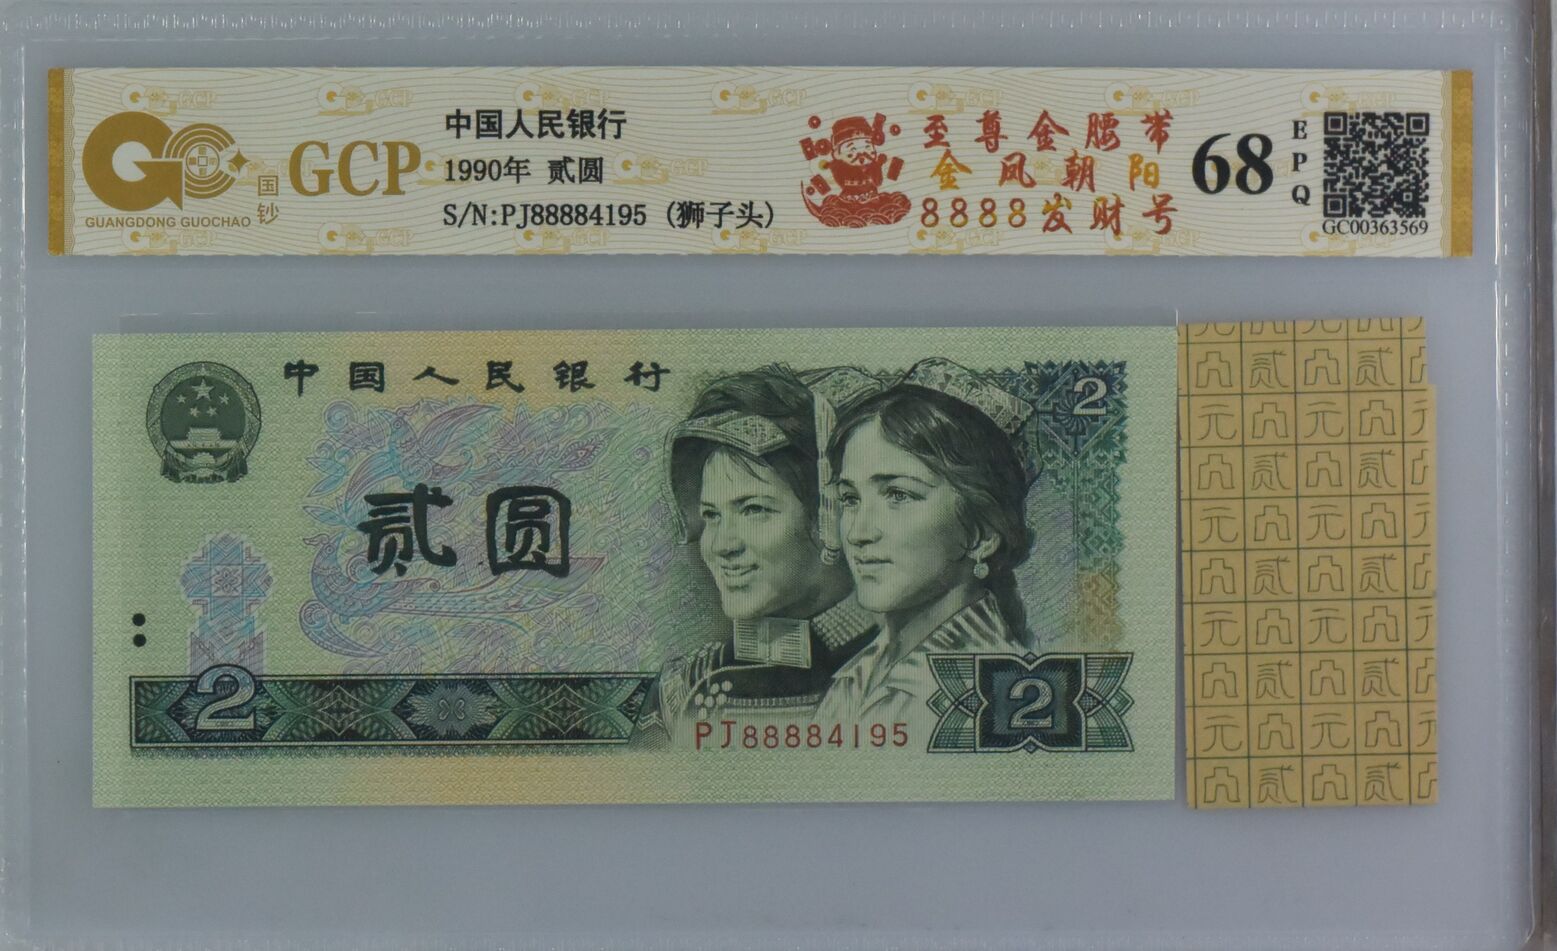 GCP
国钞
GUANGDONG GUOCHAO
中国人民银行
1990年 贰圆
S/N:PJ88884195 (狮子头)
至尊金腰带
金凤朝阳
8888发财号
68
EPQ
GC00363569
中国人民银行
2
贰圆
2
PJ88884195
2